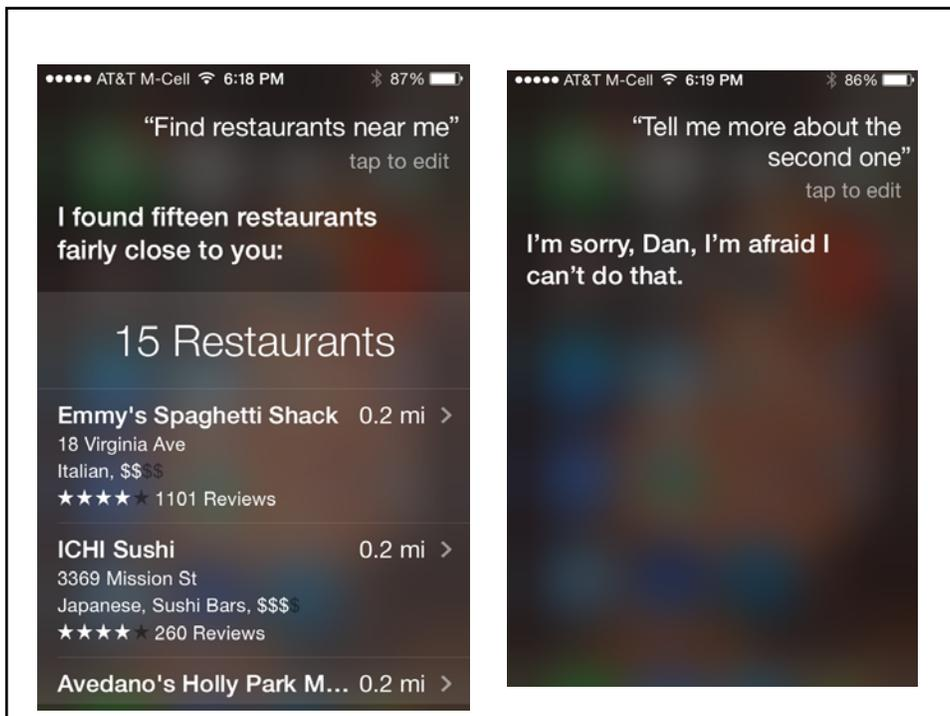 AT&T M-Cell 6:18 PM 87%
“Find restaurants near me”
tap to edit
I found fifteen restaurants
fairly close to you:
15 Restaurants
Emmy's Spaghetti Shack 0.2 mi
18 Virginia Ave
Italian, $$$$
★★★★★ 1101 Reviews
ICHI Sushi 0.2 mi
3369 Mission St
Japanese, Sushi Bars, $$$$
★★★★★ 260 Reviews
Avedano's Holly Park M... 0.2 mi
AT&T M-Cell 6:19 PM 86%
“Tell me more about the
second one”
tap to edit
I’m sorry, Dan, I’m afraid I
can’t do that.